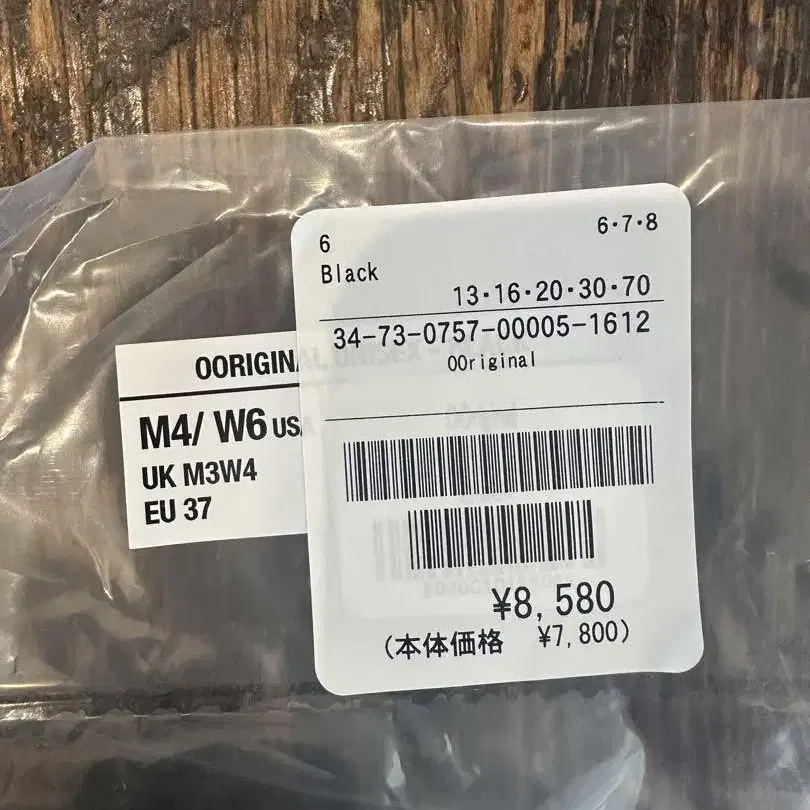 6
6・7・8
Black
13・16・20・30・70
34-73-0757-00005-1612
OOriginal
¥8,580
(本体価格 ¥7,800)
OORIGINA
M4/ W6 USA
UK M3W4
EU 37